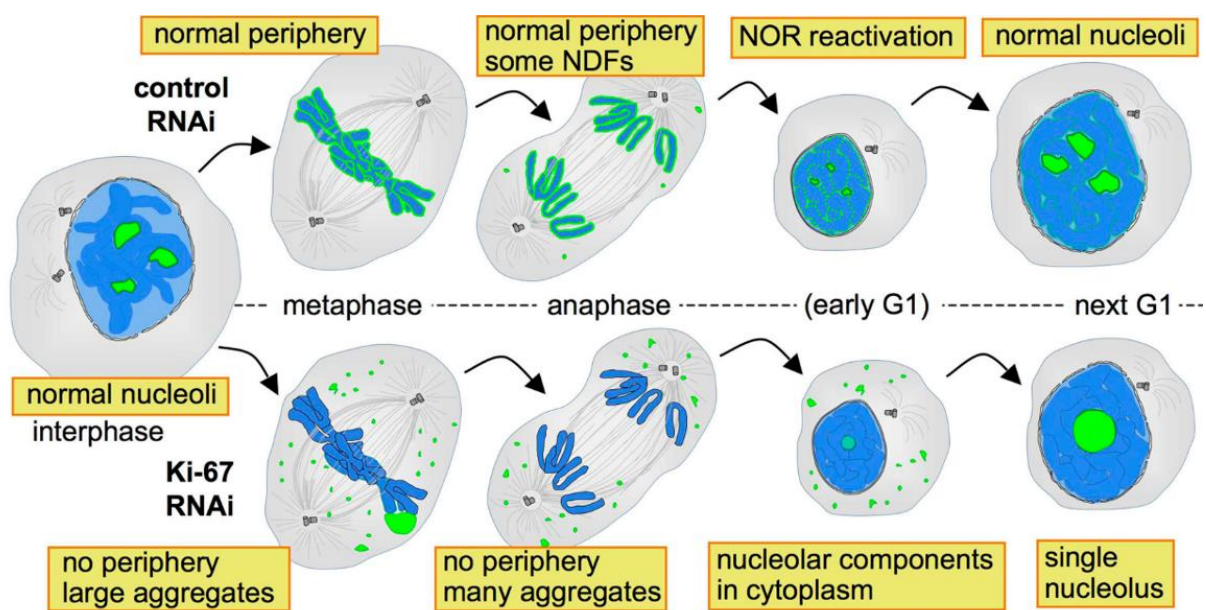 normal periphery
normal periphery
some NDFs
NOR reactivation
normal nucleoli
control
RNAi
metaphase
anaphase
(early G1)
next G1
normal nucleoli
interphase
Ki-67
RNAi
no periphery
large aggregates
no periphery
many aggregates
nucleolar components
in cytoplasm
single
nucleolus